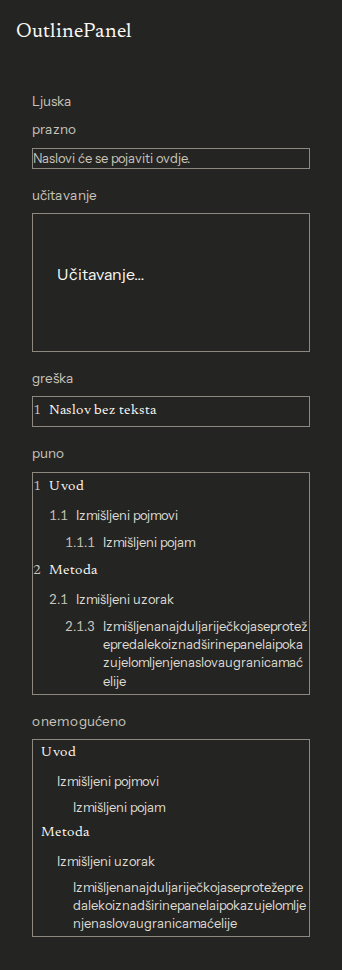 OutlinePanel
Ljuska
prazno
Naslovi će se pojaviti ovdje.
učitavanje
Učitavanje...
greška
1 Naslov bez teksta
puno
1 Uvod
1.1 Izmišljeni pojmovi
1.1.1 Izmišljeni pojam
2 Metoda
2.1 Izmišljeni uzorak
2.1.3 Izmišljenanajduljariječkojaseprotež
epredalekoiznadširinepanelaipoka
zujelomljenjenaslovaugranicamać
elije
onemogućeno
Uvod
Izmišljeni pojmovi
Izmišljeni pojam
Metoda
Izmišljeni uzorak
Izmišljenanajduljariječkojaseprotežepre
dalekoiznadširinepanelaipokazujelomlje
njenaslovaugranicamaćelije